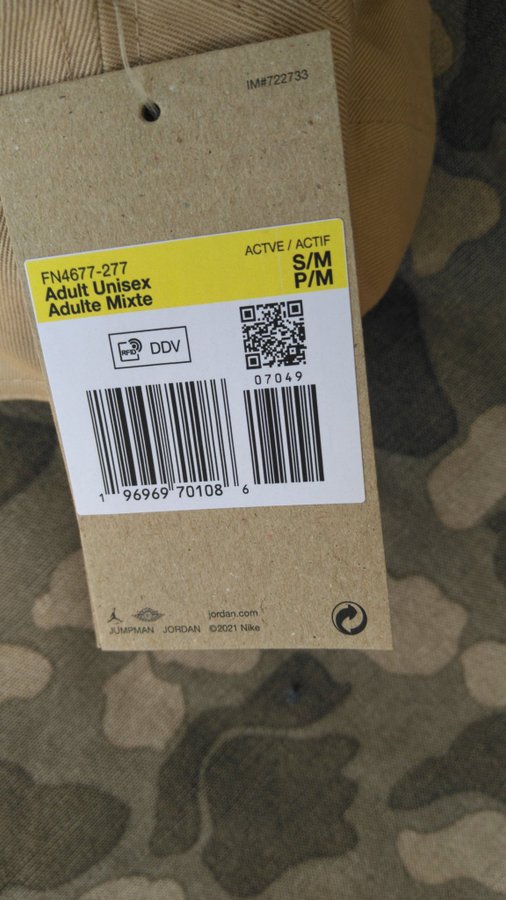 IM#722733
FN4677-277
Adult Unisex
Adulte Mixte
ACTVE / ACTIF
S/M
P/M
RFID DDV
07049
1 96969 70108 6
jordan.com
JUMPMAN JORDAN ©2021 Nike